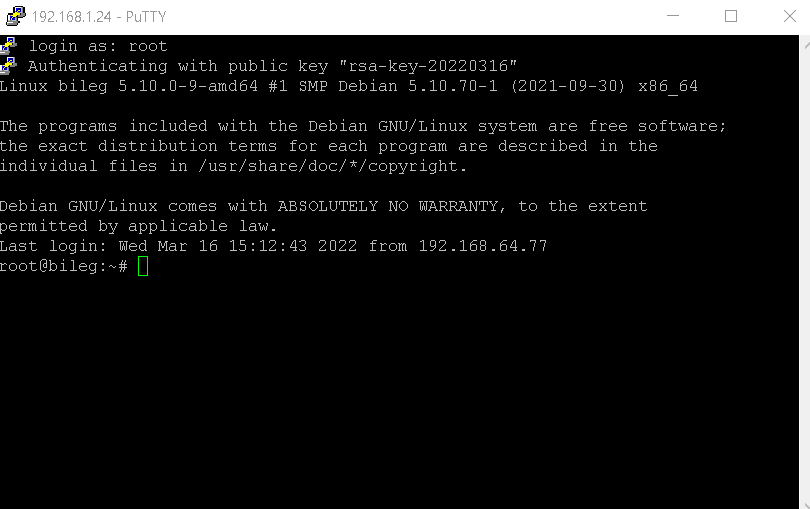 192.168.1.24 - PuTTY
login as: root
Authenticating with public key "rsa-key-20220316"
Linux bileg 5.10.0-9-amd64 #1 SMP Debian 5.10.70-1 (2021-09-30) x86_64
The programs included with the Debian GNU/Linux system are free software;
the exact distribution terms for each program are described in the
individual files in /usr/share/doc/*/copyright.
Debian GNU/Linux comes with ABSOLUTELY NO WARRANTY, to the extent
permitted by applicable law.
Last login: Wed Mar 16 15:12:43 2022 from 192.168.64.77
root@bileg:~#